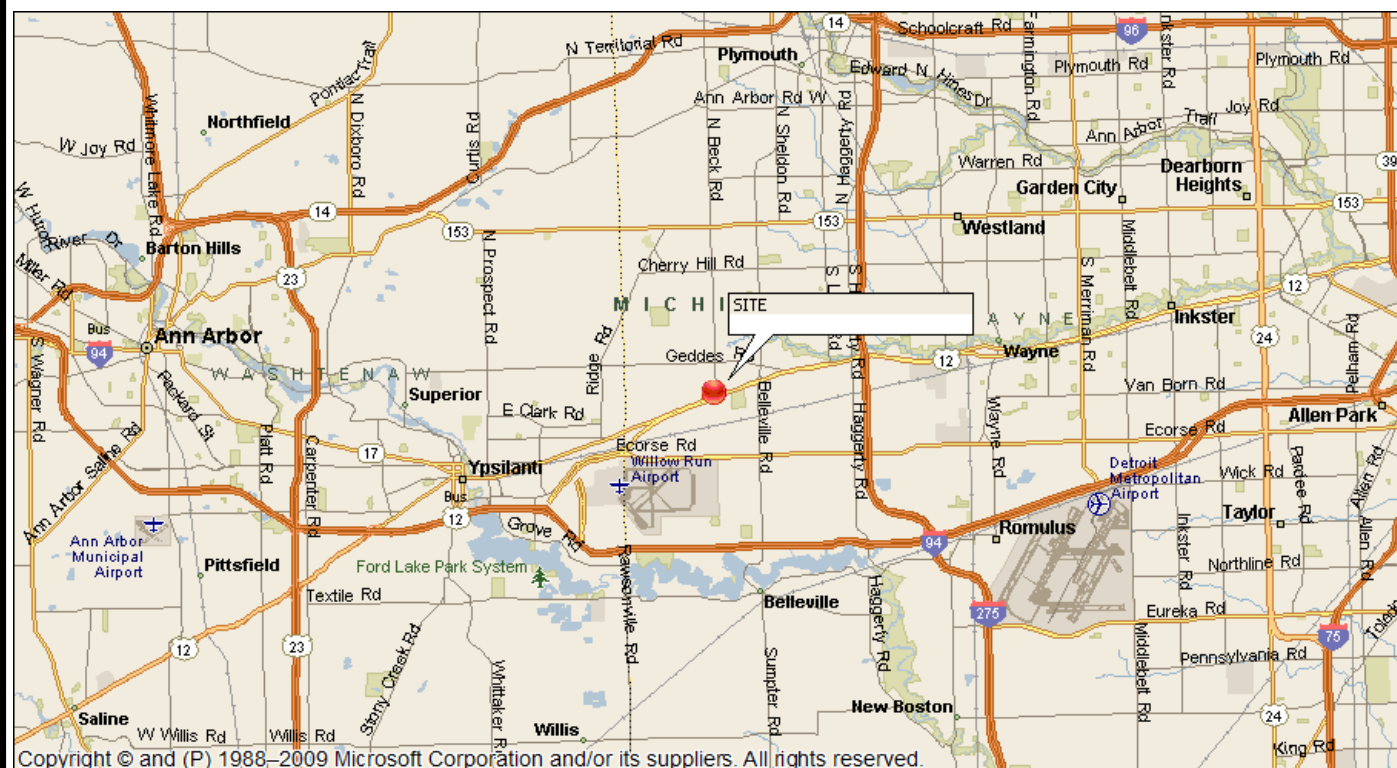 14
Schoolcraft Rd
96
N Territorial Rd
Plymouth
Farmington Rd
Inkster Rd
Plymouth Rd
Plymouth Rd
Edward N Hines Dr
Pontiac Trail
Whitmore Lake Rd
Northfield
N Dixboro Rd
Curtis Rd
Ann Arbor Rd W
N Beck Rd
N Sheldon Rd
N Haggerty Rd
Joy Rd
Ann Arbor Trail
W Joy Rd
Warren Rd
Dearborn Heights
39
Garden City
W Huron River Dr
14
153
153
153
Westland
Barton Hills
Middlebelt Rd
Miller Rd
23
N Prospect Rd
Cherry Hill Rd
S Merriman Rd
12
MICHI
SITE
AYNE
Inkster
Bus
94
Ann Arbor
Ridge Rd
Geddes
Wayne
12
24
Pelham Rd
S Wagner Rd
WASHTENAW
Packard St
Superior
E Clark Rd
Belleville Rd
Haggerty Rd
Wayne Rd
Van Born Rd
Allen Park
Ann Arbor Saline Rd
Platt Rd
Carpenter Rd
17
Ypsilanti
Ecorse Rd
Ecorse Rd
Willow Run Airport
Detroit Metropolitan Airport
Wick Rd
Pardee Rd
Allen Rd
Bus
12
Grove Rd
Romulus
Taylor
Inkster Rd
Allen Rd
Ann Arbor Municipal Airport
94
Pittsfield
Ford Lake Park System
Rawsonville Rd
Northline Rd
Textile Rd
Belleville
Haggerty Rd
275
Eureka Rd
Toledo
12
23
Stony Creek Rd
Whittaker Rd
Sumpter Rd
Middlebelt Rd
75
Pennsylvania Rd
Saline
W Willis Rd
Willis Rd
Willis
New Boston
24
King Rd
Copyright © and (P) 1988–2009 Microsoft Corporation and/or its suppliers. All rights reserved.